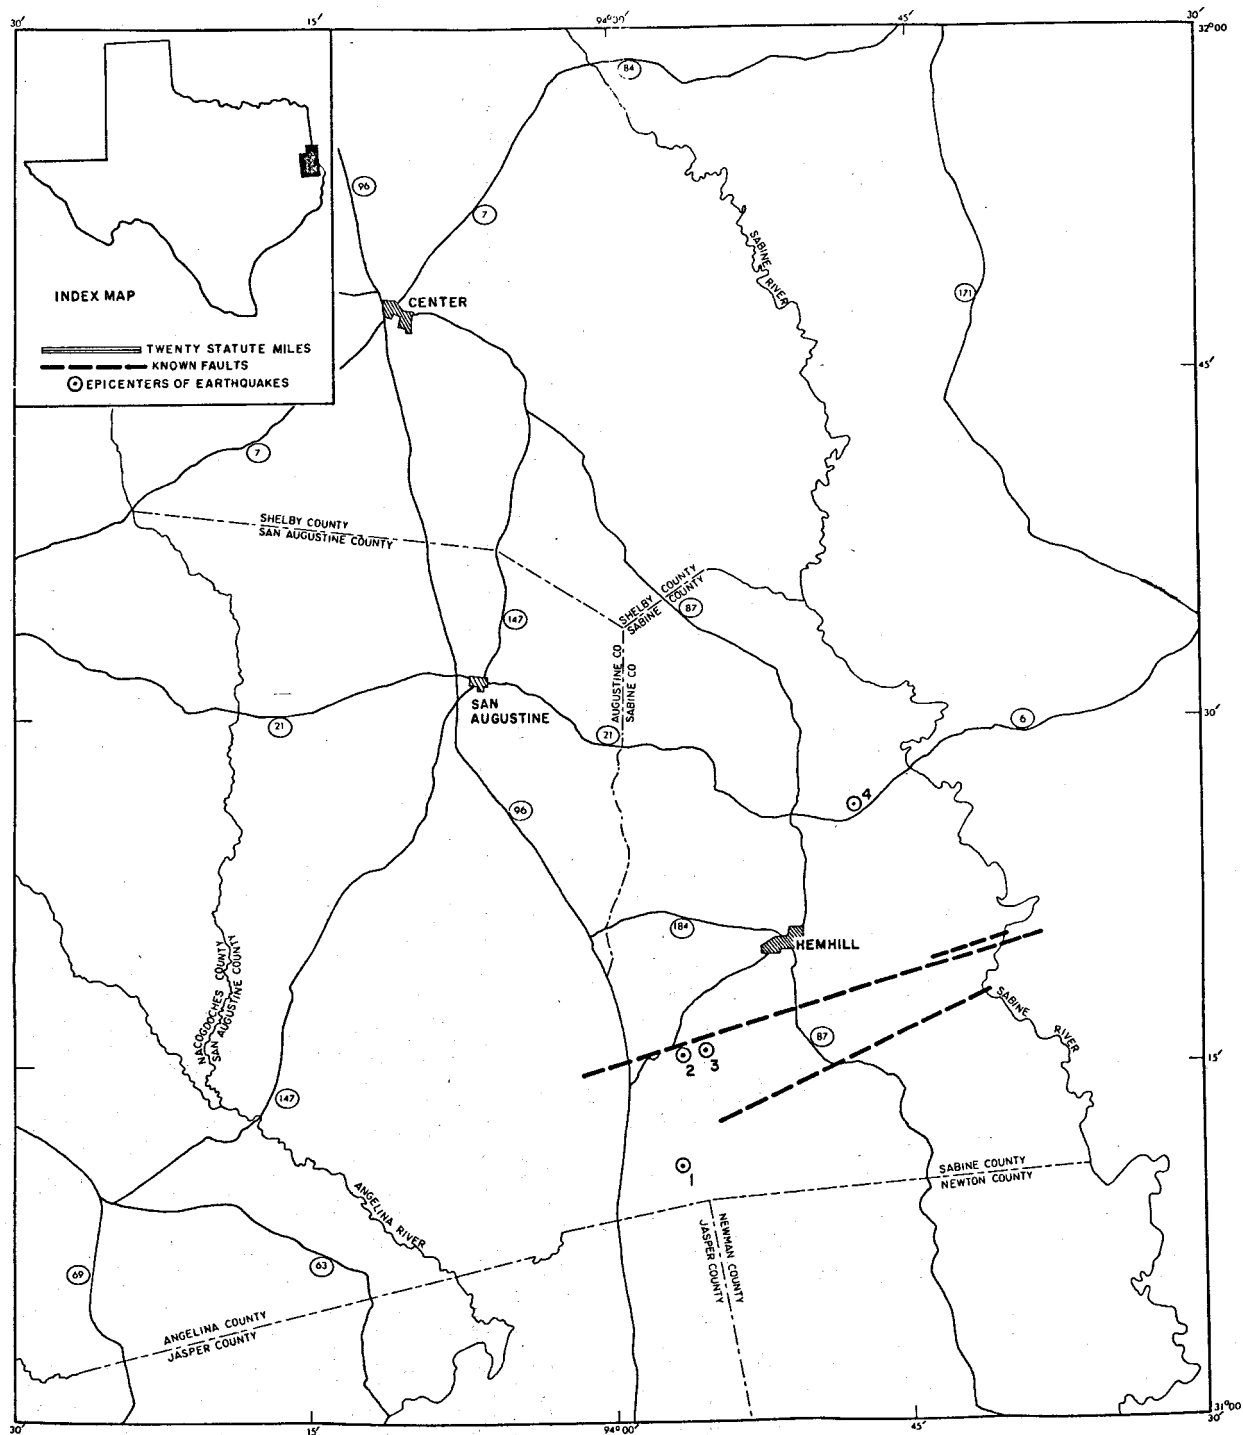 30′
15′
94°00′
45′
30′
32°00
84
96
7
SABINE
RIVER
171
INDEX MAP
CENTER
TWENTY STATUTE MILES
KNOWN FAULTS
EPICENTERS OF EARTHQUAKES
45′
7
SHELBY COUNTY
SAN AUGUSTINE COUNTY
SHELBY COUNTY
SABINE COUNTY
87
147
AUGUSTINE CO
SABINE CO
SAN
AUGUSTINE
21
21
6
30′
96
4
184
HEMHILL
NACOGDOCHES COUNTY
SAN AUGUSTINE COUNTY
SABINE
RIVER
87
2
3
15′
147
1
SABINE COUNTY
NEWTON COUNTY
ANGELINA RIVER
NEWMAN COUNTY
JASPER COUNTY
69
63
ANGELINA COUNTY
JASPER COUNTY
30′
15′
94°00′
45′
30′
31°00